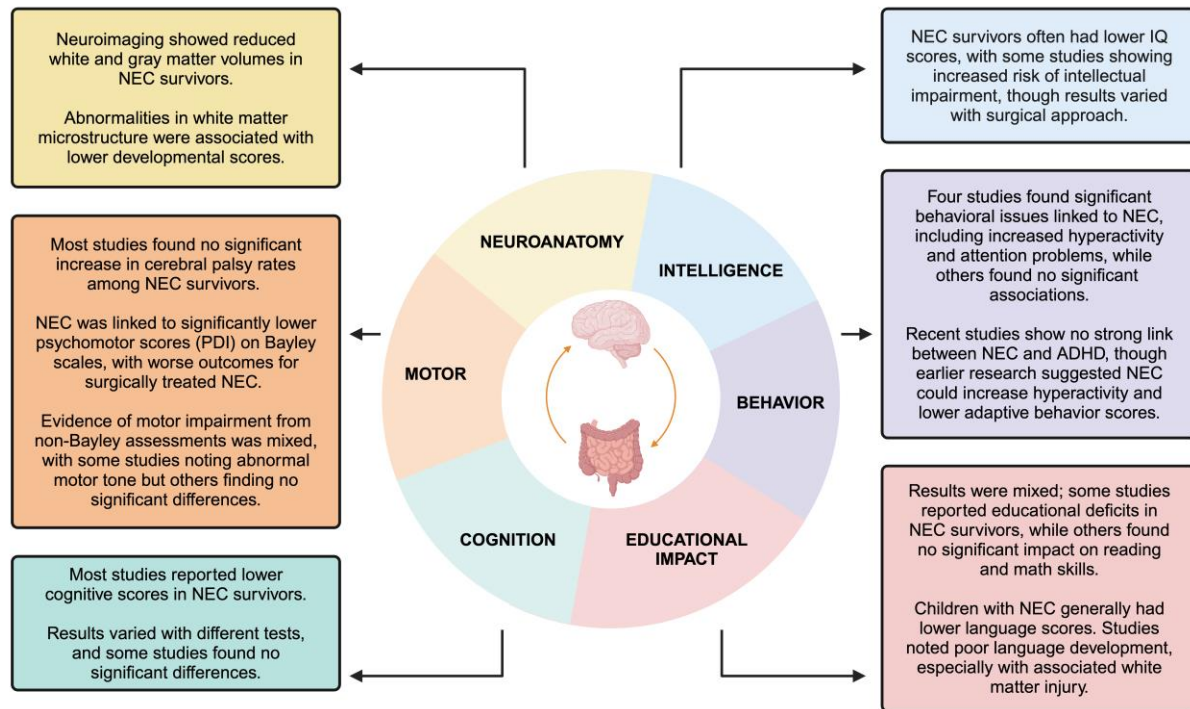 Neuroimaging showed reduced
white and gray matter volumes in
NEC survivors.
Abnormalities in white matter
microstructure were associated with
lower developmental scores.
NEC survivors often had lower IQ
scores, with some studies showing
increased risk of intellectual
impairment, though results varied
with surgical approach.
Most studies found no significant
increase in cerebral palsy rates
among NEC survivors.
NEC was linked to significantly lower
psychomotor scores (PDI) on Bayley
scales, with worse outcomes for
surgically treated NEC.
Evidence of motor impairment from
non-Bayley assessments was mixed,
with some studies noting abnormal
motor tone but others finding no
significant differences.
NEUROANATOMY
INTELLIGENCE
MOTOR
BEHAVIOR
COGNITION
EDUCATIONAL
IMPACT
Four studies found significant
behavioral issues linked to NEC,
including increased hyperactivity
and attention problems, while
others found no significant
associations.
Recent studies show no strong link
between NEC and ADHD, though
earlier research suggested NEC
could increase hyperactivity and
lower adaptive behavior scores.
Most studies reported lower
cognitive scores in NEC survivors.
Results varied with different tests,
and some studies found no
significant differences.
Results were mixed; some studies
reported educational deficits in
NEC survivors, while others found
no significant impact on reading
and math skills.
Children with NEC generally had
lower language scores. Studies
noted poor language development,
especially with associated white
matter injury.